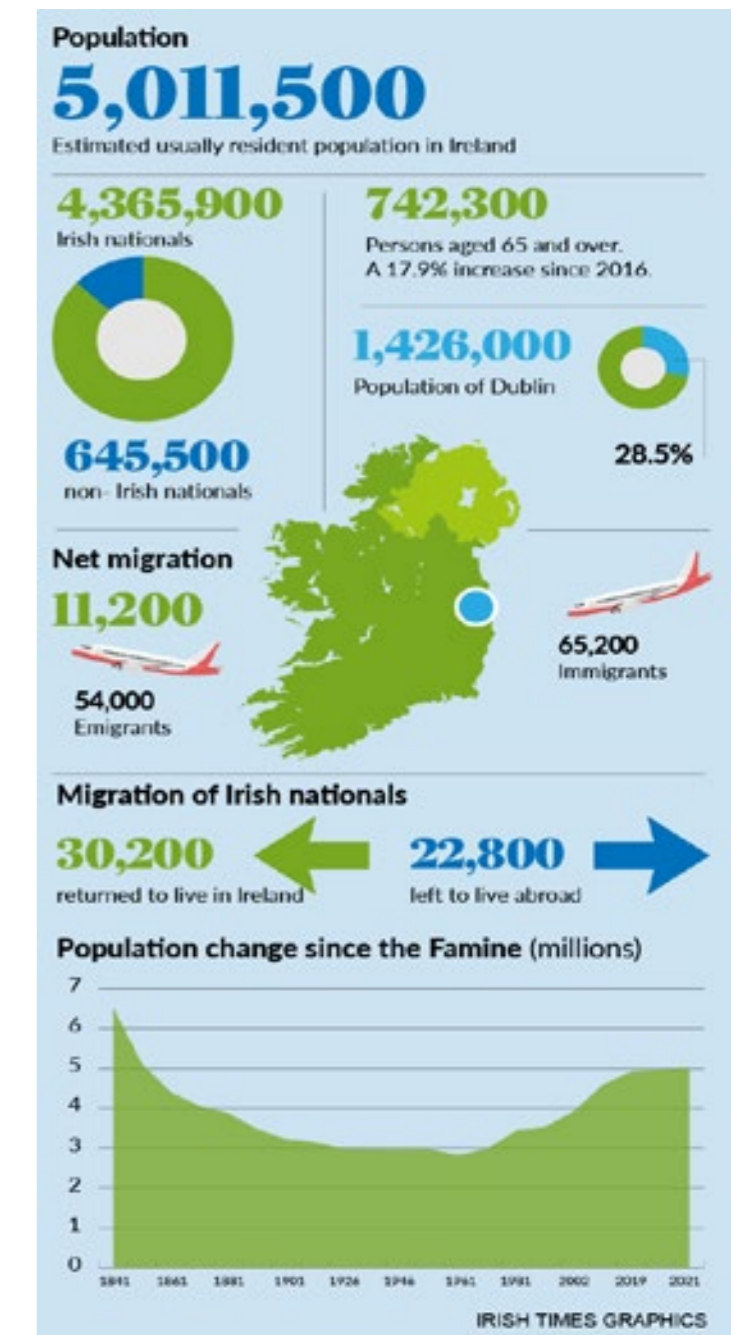 Population
5,011,500
Estimated usually resident population in Ireland
4,365,900
Irish nationals
645,500
non- Irish nationals
742,300
Persons aged 65 and over.
A 17.9% increase since 2016.
1,426,000
Population of Dublin
28.5%
Net migration
11,200
54,000
Emigrants
65,200
Immigrants
Migration of Irish nationals
30,200
returned to live in Ireland
22,800
left to live abroad
Population change since the Famine (millions)
7
6
5
4
3
2
1
0
1841 1861 1881 1901 1926 1946 1961 1981 2002 2019 2021
IRISH TIMES GRAPHICS